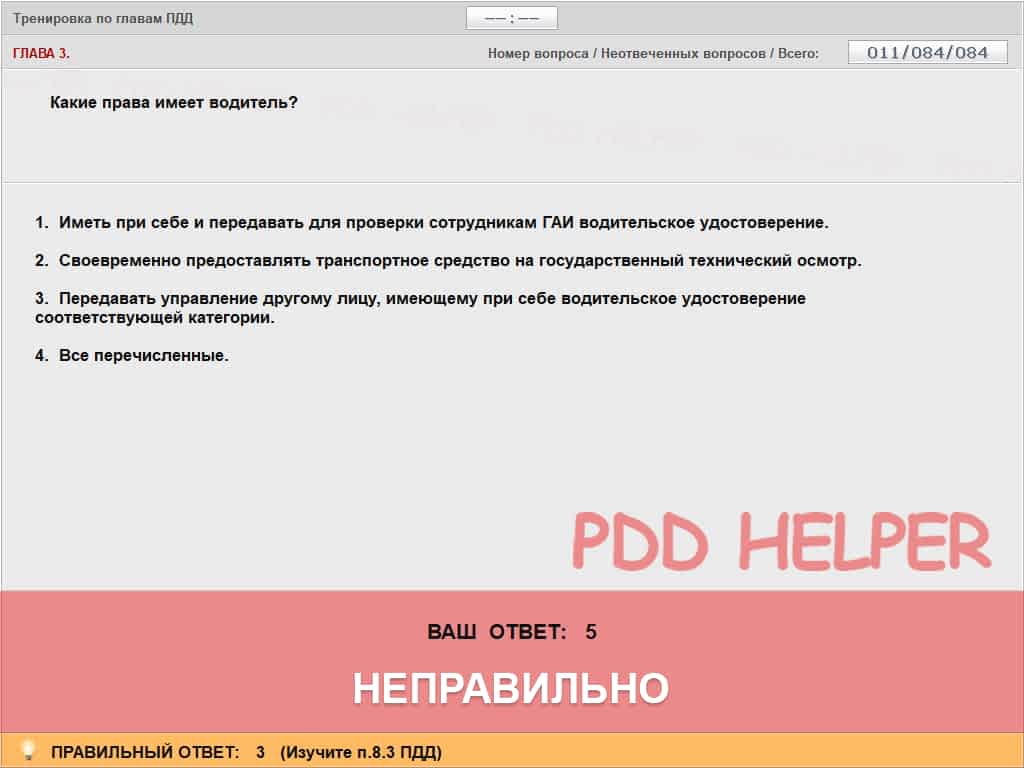 Тренировка по главам ПДД
—— : ——
ГЛАВА 3.
Номер вопроса / Неотвеченных вопросов / Всего:
011/084/084
Какие права имеет водитель?
1. Иметь при себе и передавать для проверки сотрудникам ГАИ водительское удостоверение.
2. Своевременно предоставлять транспортное средство на государственный технический осмотр.
3. Передавать управление другому лицу, имеющему при себе водительское удостоверение
соответствующей категории.
4. Все перечисленные.
PDD HELPER
ВАШ ОТВЕТ: 5
НЕПРАВИЛЬНО
ПРАВИЛЬНЫЙ ОТВЕТ: 3 (Изучите п.8.3 ПДД)